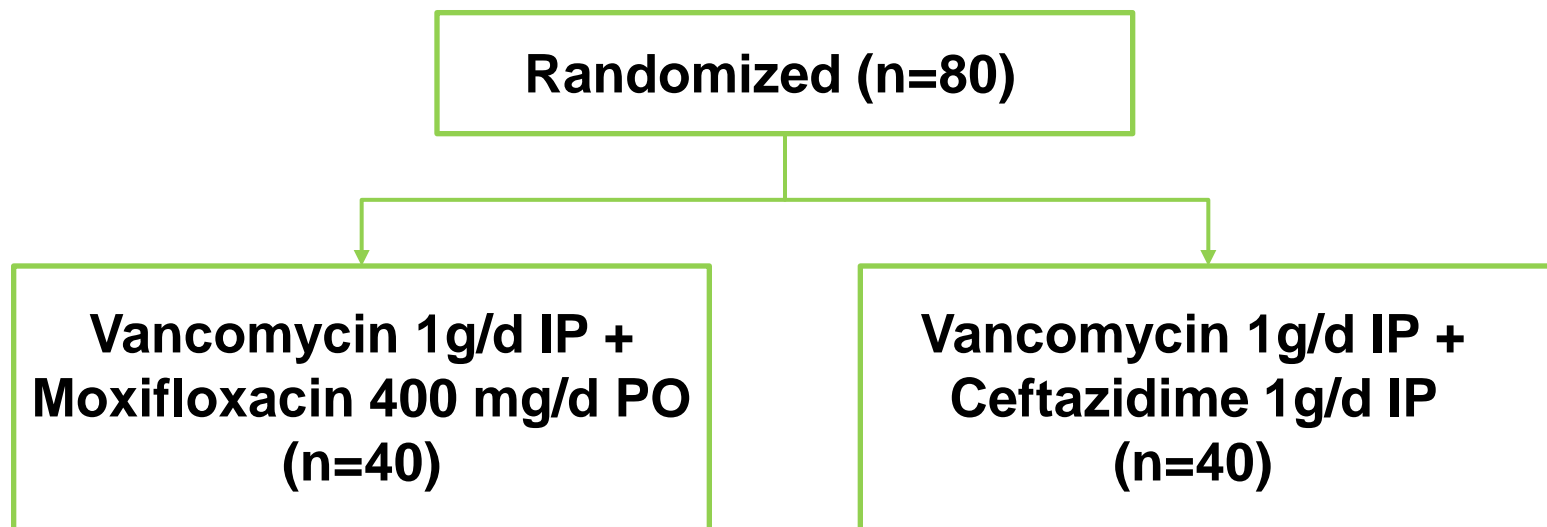 Randomized (n=80)
Vancomycin 1g/d IP +
Moxifloxacin 400 mg/d PO
(n=40)
Vancomycin 1g/d IP +
Ceftazidime 1g/d IP
(n=40)